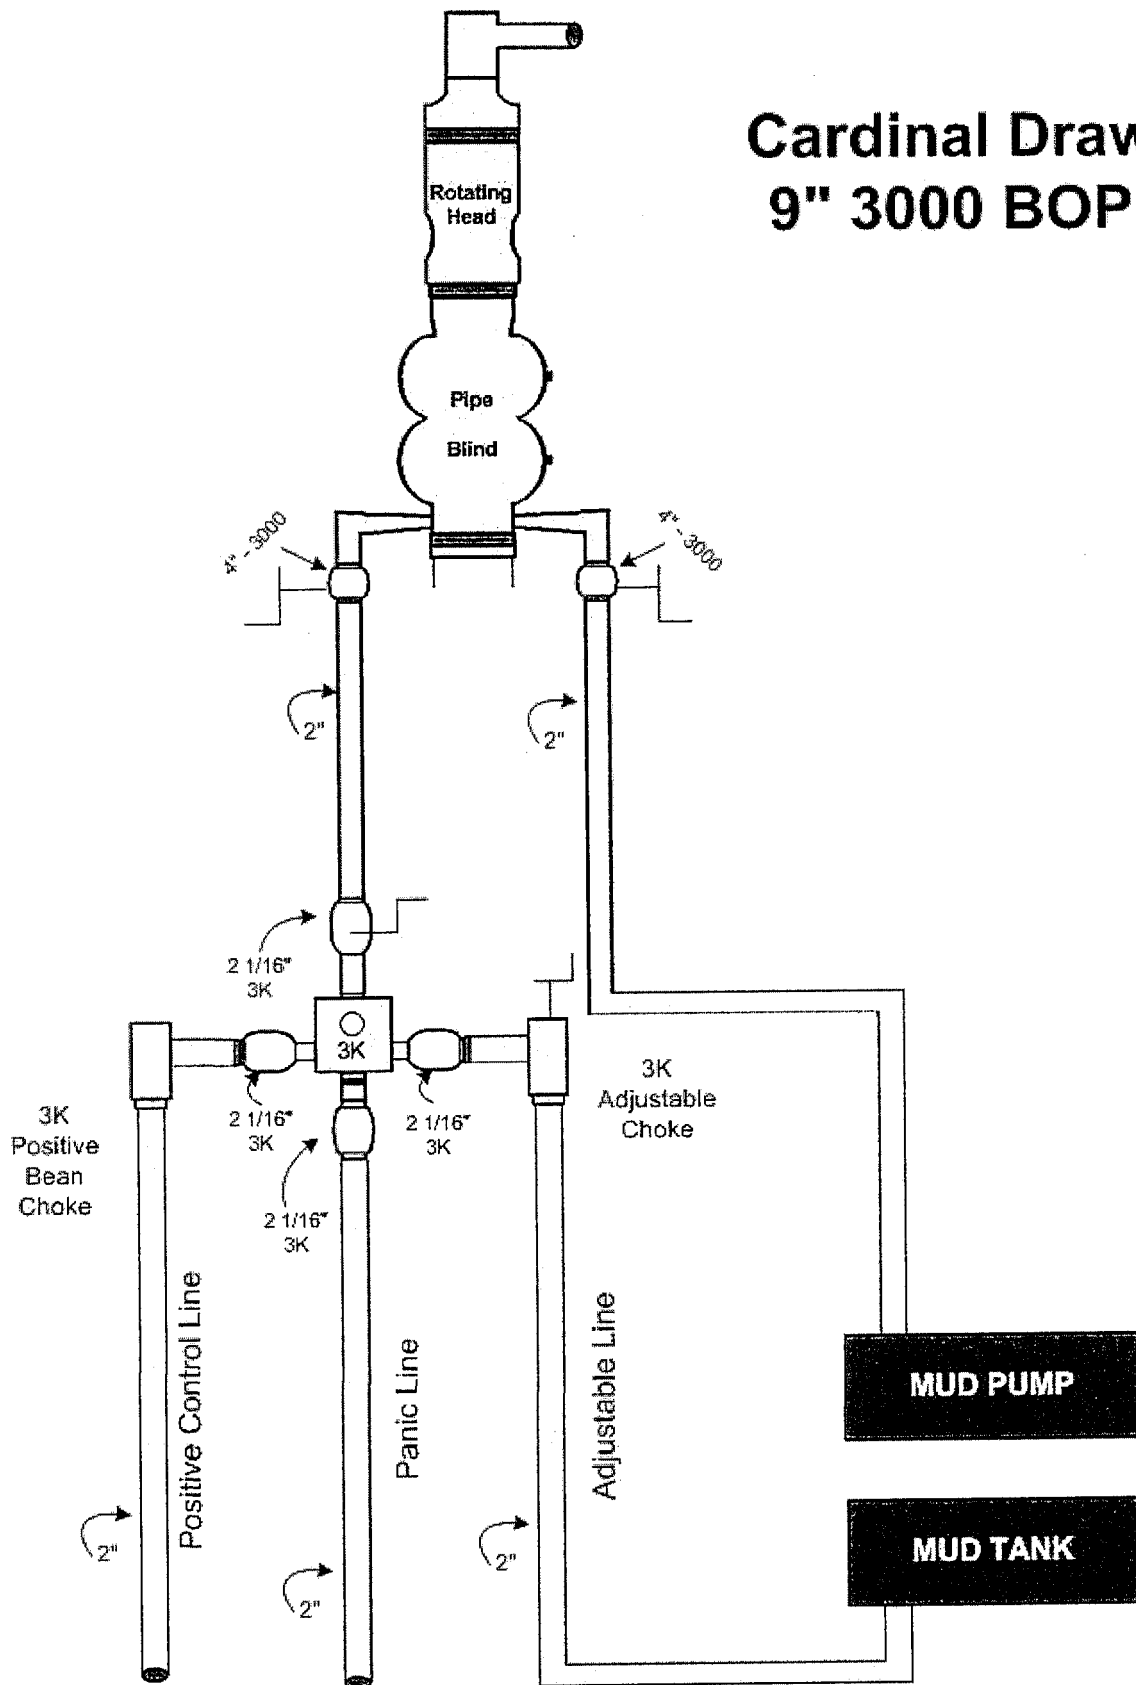 Cardinal Draw
9" 3000 BOP
Rotating
Head
Pipe
Blind
4" - 3000
4" - 3000
2"
2"
2 1/16"
3K
3K
2 1/16"
3K
2 1/16"
3K
2 1/16"
3K
3K
Adjustable
Choke
3K
Positive
Bean
Choke
Positive Control Line
Panic Line
Adjustable Line
MUD PUMP
MUD TANK
2"
2"
2"